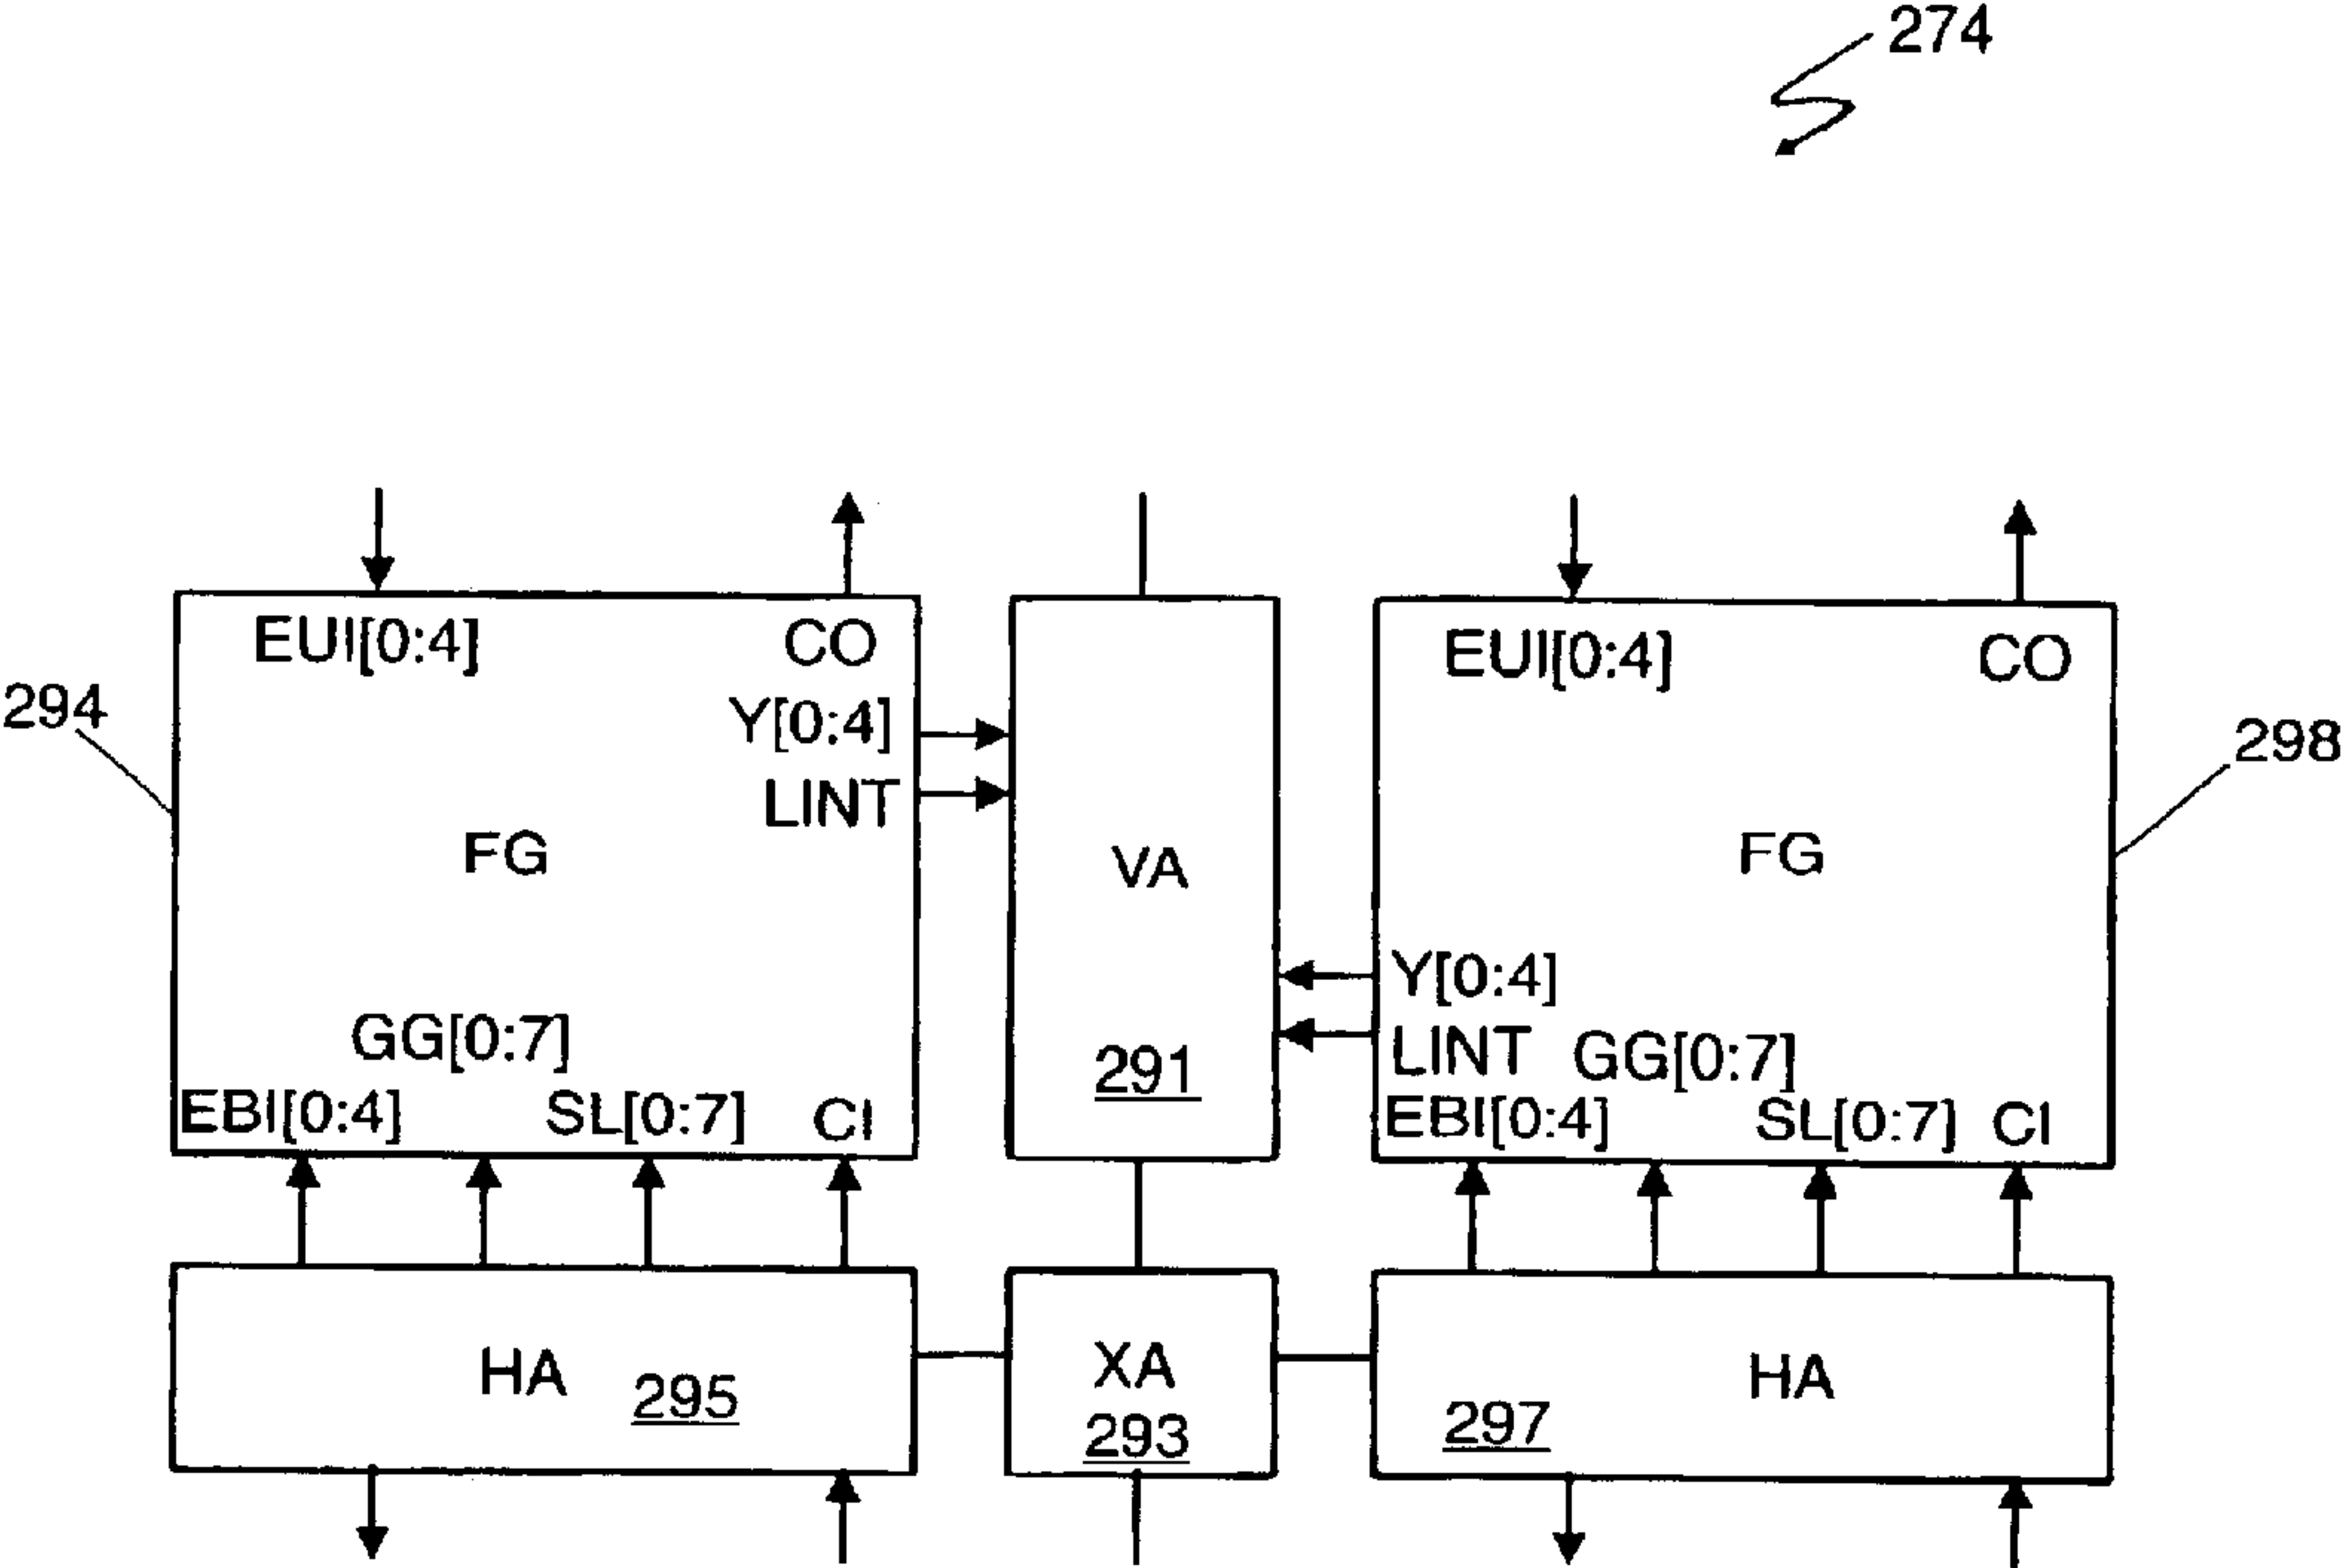 274
EUI[0:4] CO
EUI[0:4] CO
294
Y[0:4]
298
LINT
FG
VA
FG
Y[0:4]
GG[0:7]
291
LINT GG[0:7]
EBI[0:4] SL[0:7] CI
EBI[0:4] SL[0:7] CI
HA 295
XA
293
HA
297